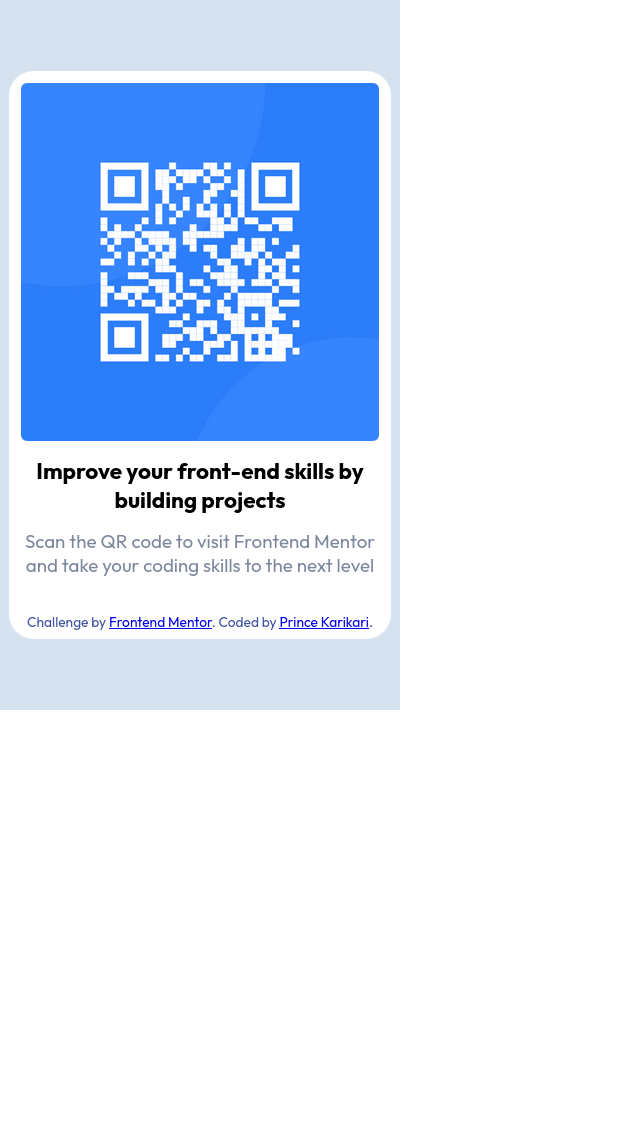 Improve your front-end skills by
building projects
Scan the QR code to visit Frontend Mentor
and take your coding skills to the next level
Challenge by Frontend Mentor. Coded by Prince Karikari.